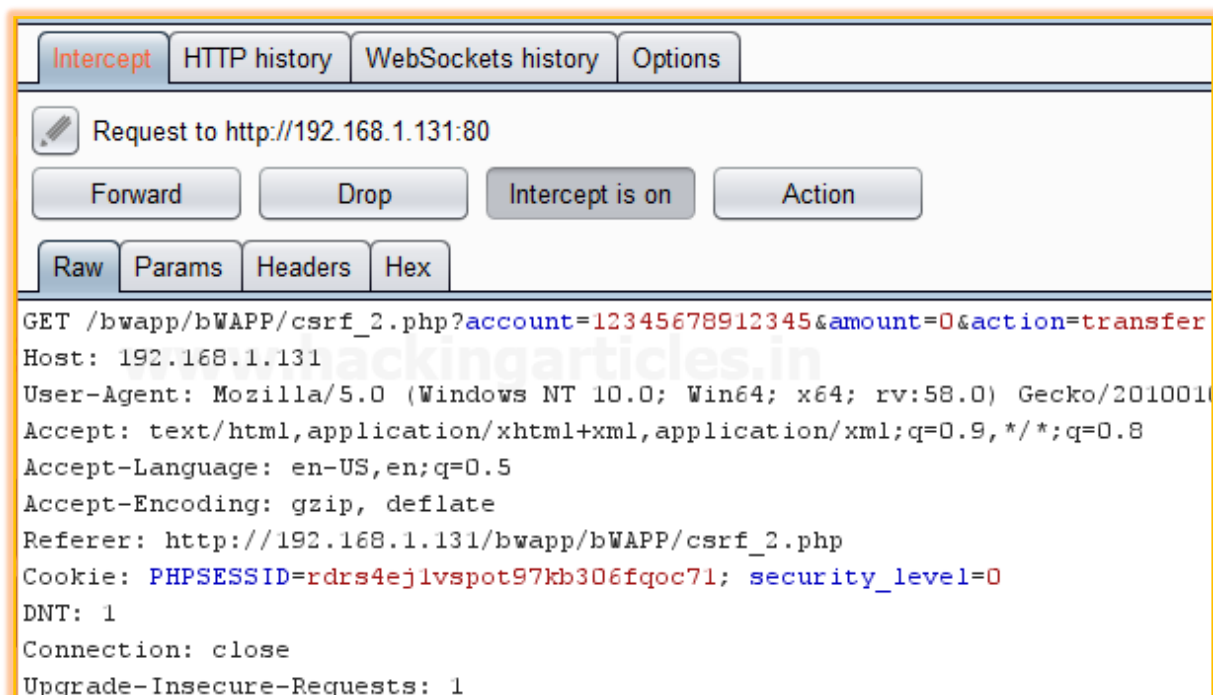 Intercept HTTP history WebSockets history Options
Request to http://192.168.1.131:80
Forward Drop Intercept is on Action
Raw Params Headers Hex
GET /bwapp/bWAPP/csrf_2.php?account=12345678912345&amount=0&action=transfer
www.hackingarticles.in
Host: 192.168.1.131
User-Agent: Mozilla/5.0 (Windows NT 10.0; Win64; x64; rv:58.0) Gecko/2010010
Accept: text/html,application/xhtml+xml,application/xml;q=0.9,*/*;q=0.8
Accept-Language: en-US,en;q=0.5
Accept-Encoding: gzip, deflate
Referer: http://192.168.1.131/bwapp/bWAPP/csrf_2.php
Cookie: PHPSESSID=rdrs4ej1vspot97kb306fqoc71; security_level=0
DNT: 1
Connection: close
Upgrade-Insecure-Requests: 1